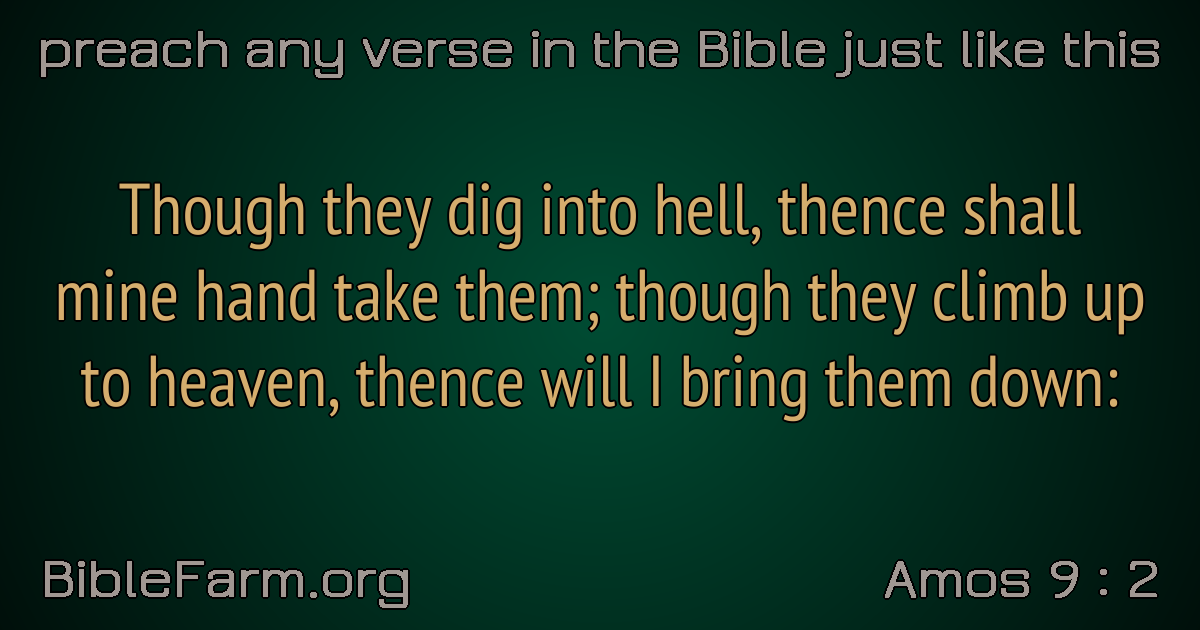 preach any verse in the Bible just like this
Though they dig into hell, thence shall
mine hand take them; though they climb up
to heaven, thence will I bring them down:
BibleFarm.org
Amos 9 : 2